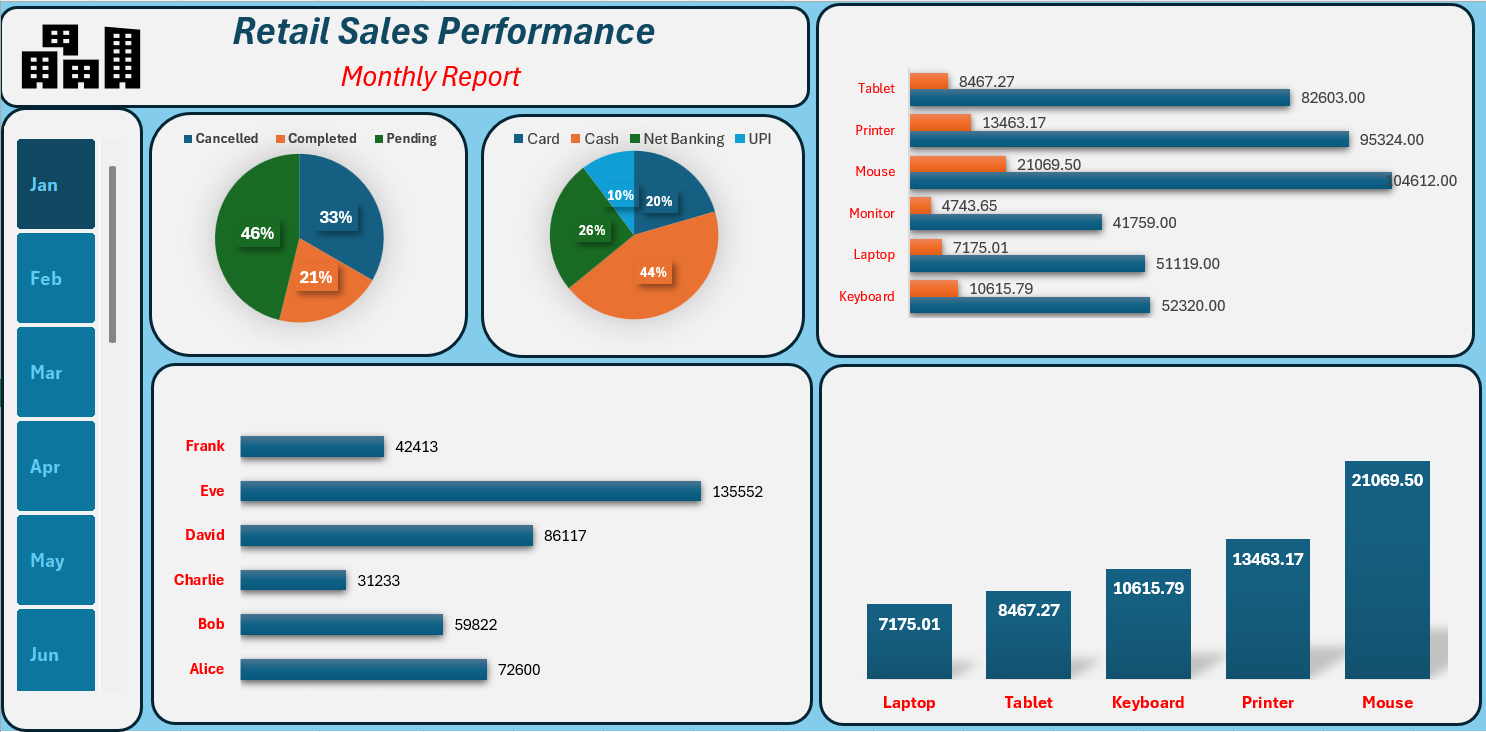 Retail Sales Performance
Monthly Report
Jan
Feb
Mar
Apr
May
Jun
Cancelled Completed Pending
33%
46%
21%
Card Cash Net Banking UPI
10%
20%
26%
44%
Tablet 8467.27
82603.00
Printer 13463.17
95324.00
Mouse 21069.50
104612.00
Monitor 4743.65
41759.00
Laptop 7175.01
51119.00
Keyboard 10615.79
52320.00
Frank 42413
Eve 135552
David 86117
Charlie 31233
Bob 59822
Alice 72600
21069.50
13463.17
10615.79
8467.27
7175.01
Laptop Tablet Keyboard Printer Mouse